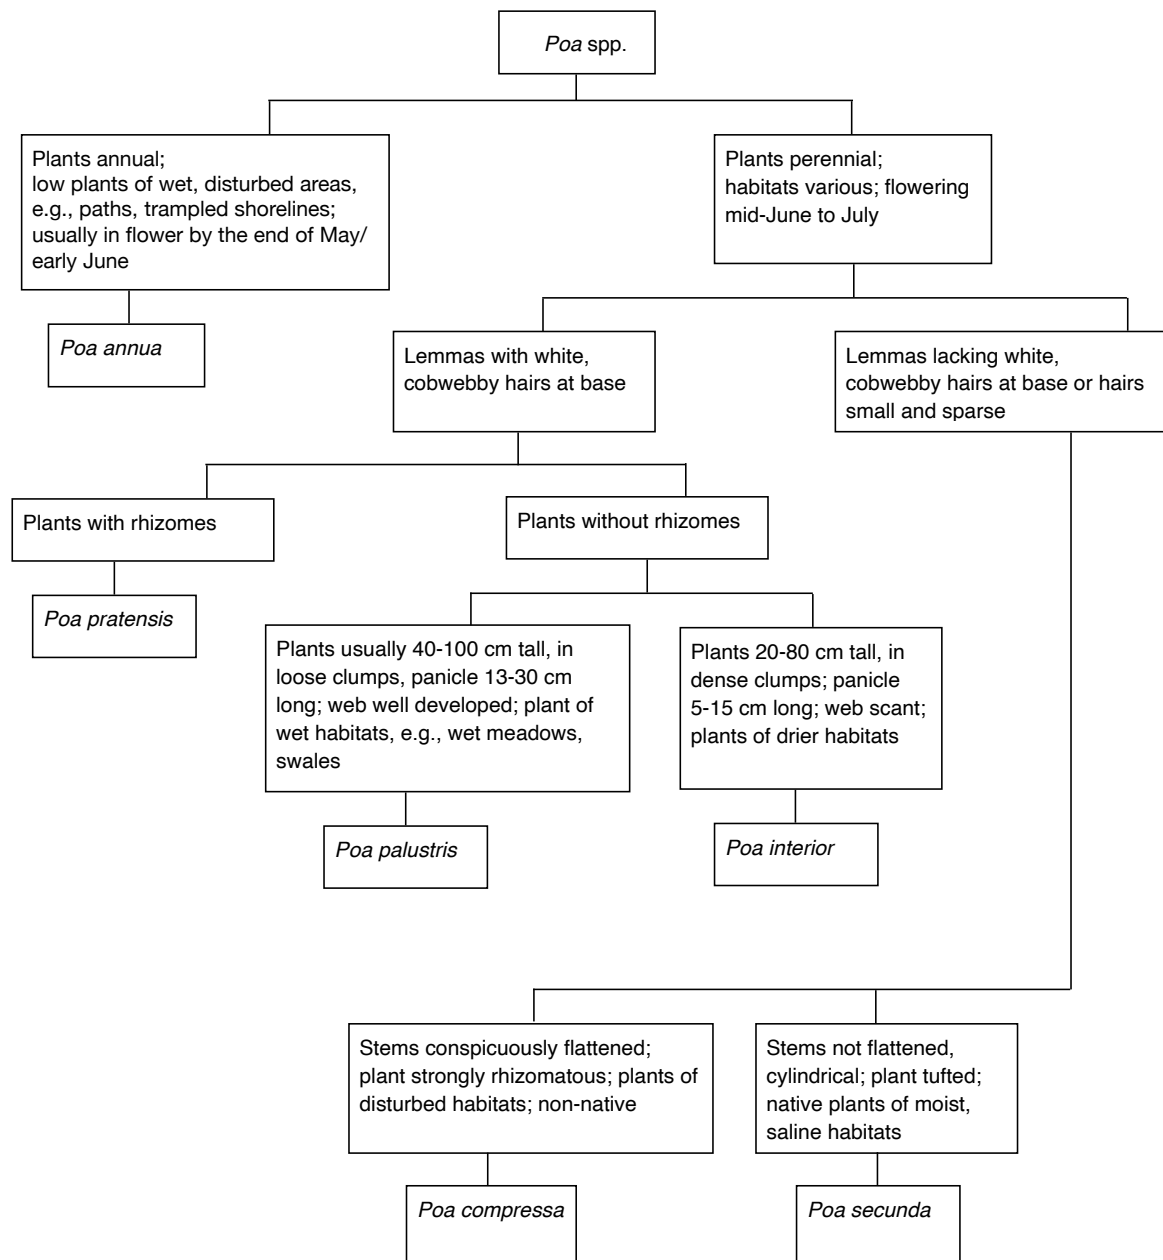 Poa spp.
Plants annual;
low plants of wet, disturbed areas,
e.g., paths, trampled shorelines;
usually in flower by the end of May/
early June
Plants perennial;
habitats various; flowering
mid-June to July
Poa annua
Lemmas with white,
cobwebby hairs at base
Lemmas lacking white,
cobwebby hairs at base or hairs
small and sparse
Plants with rhizomes
Plants without rhizomes
Poa pratensis
Plants usually 40-100 cm tall, in
loose clumps, panicle 13-30 cm
long; web well developed; plant of
wet habitats, e.g., wet meadows,
swales
Plants 20-80 cm tall, in
dense clumps; panicle
5-15 cm long; web scant;
plants of drier habitats
Poa palustris
Poa interior
Stems conspicuously flattened;
plant strongly rhizomatous; plants of
disturbed habitats; non-native
Stems not flattened,
cylindrical; plant tufted;
native plants of moist,
saline habitats
Poa compressa
Poa secunda